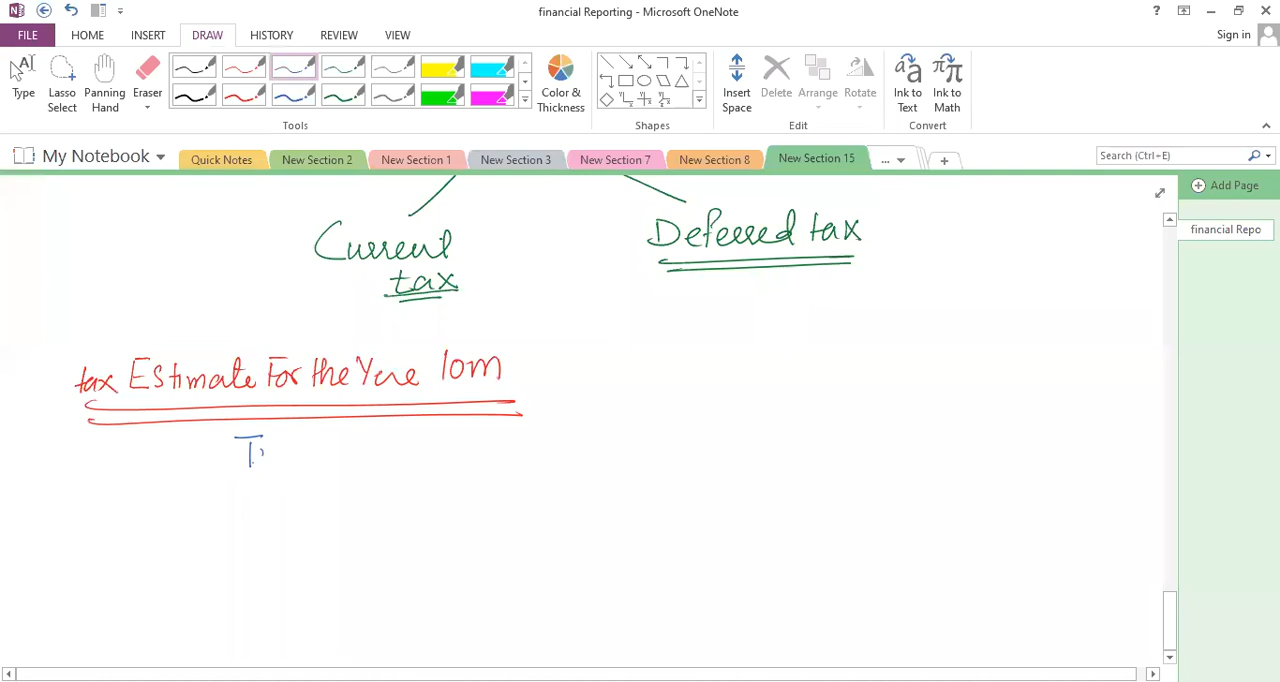 financial Reporting - Microsoft OneNote
FILE HOME INSERT DRAW HISTORY REVIEW VIEW Sign in
Type Lasso Select Panning Hand Eraser Color & Thickness Insert Space Delete Arrange Rotate Ink to Text Ink to Math
Tools Shapes Edit Convert
My Notebook Quick Notes New Section 2 New Section 1 New Section 3 New Section 7 New Section 8 New Section 15 ... Search (Ctrl+E)
Add Page
financial Repo
Current tax
Deferred tax
tax Estimate For the Yere 10m
T